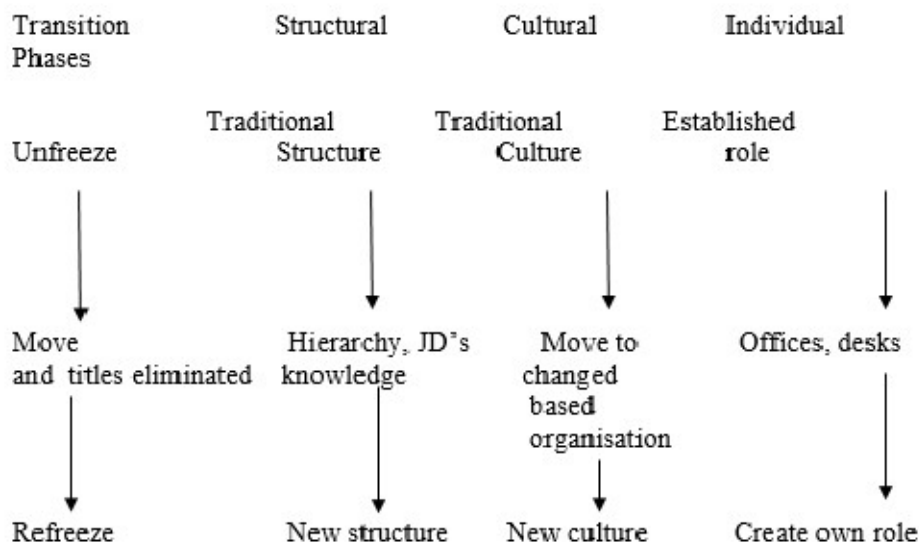 Transition Structural Cultural Individual
Phases
Traditional Traditional Established
Unfreeze Structure Culture role
Move Hierarchy, JD's Move to Offices, desks
and titles eliminated knowledge changed
based
organisation
Refreeze New structure New culture Create own role